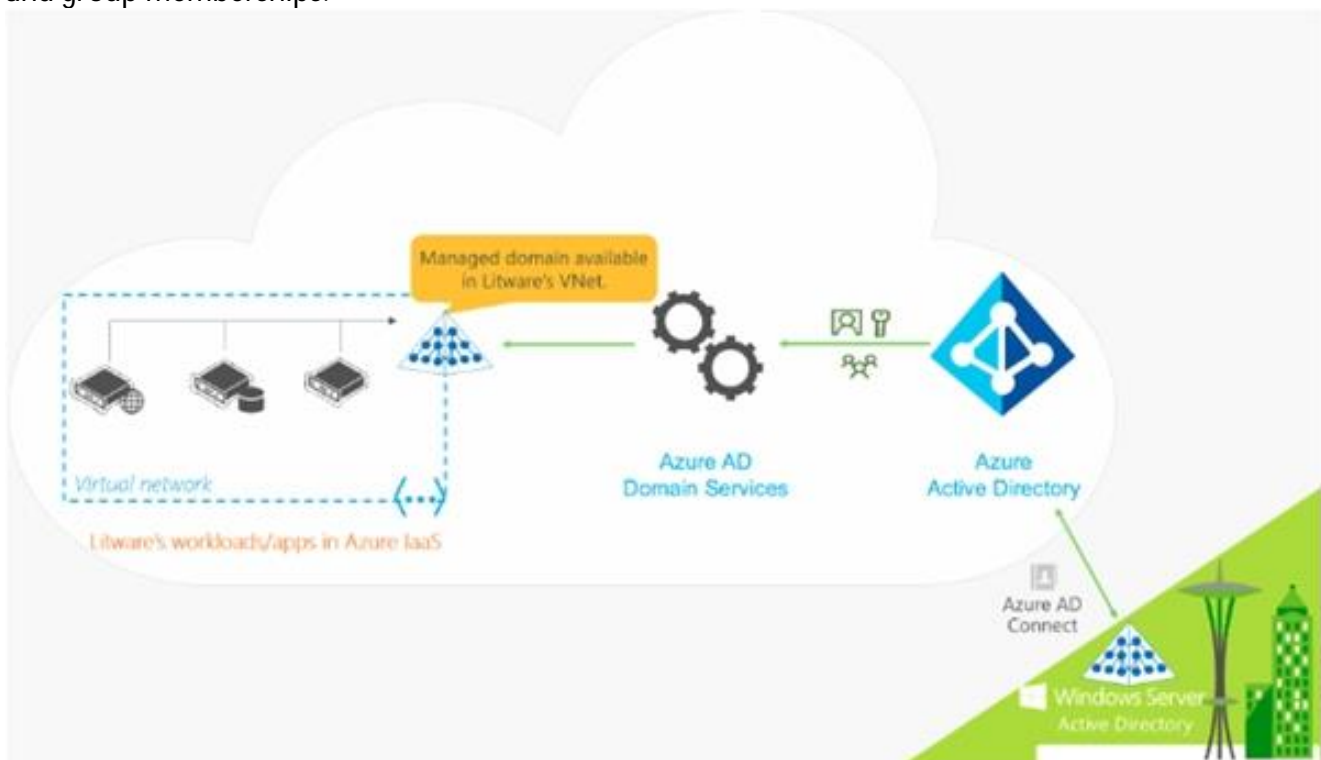 and group memberships.
Managed domain available
in Litware's VNet.
Virtual network
Litware's workloads/apps in Azure IaaS
Azure AD
Domain Services
Azure
Active Directory
Azure AD
Connect
Windows Server
Active Directory